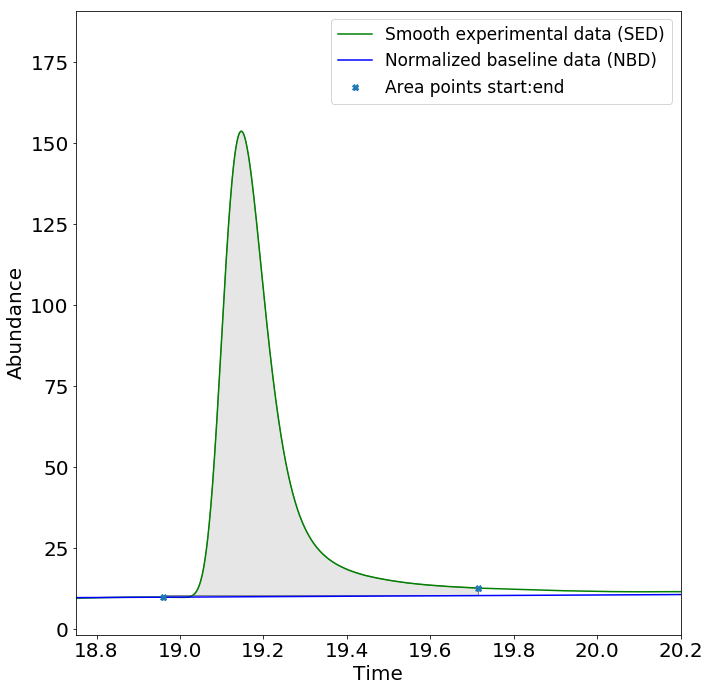 Smooth experimental data (SED)
Normalized baseline data (NBD)
Area points start:end
175
150
125
100
75
50
25
0
Abundance
18.8 19.0 19.2 19.4 19.6 19.8 20.0 20.2
Time